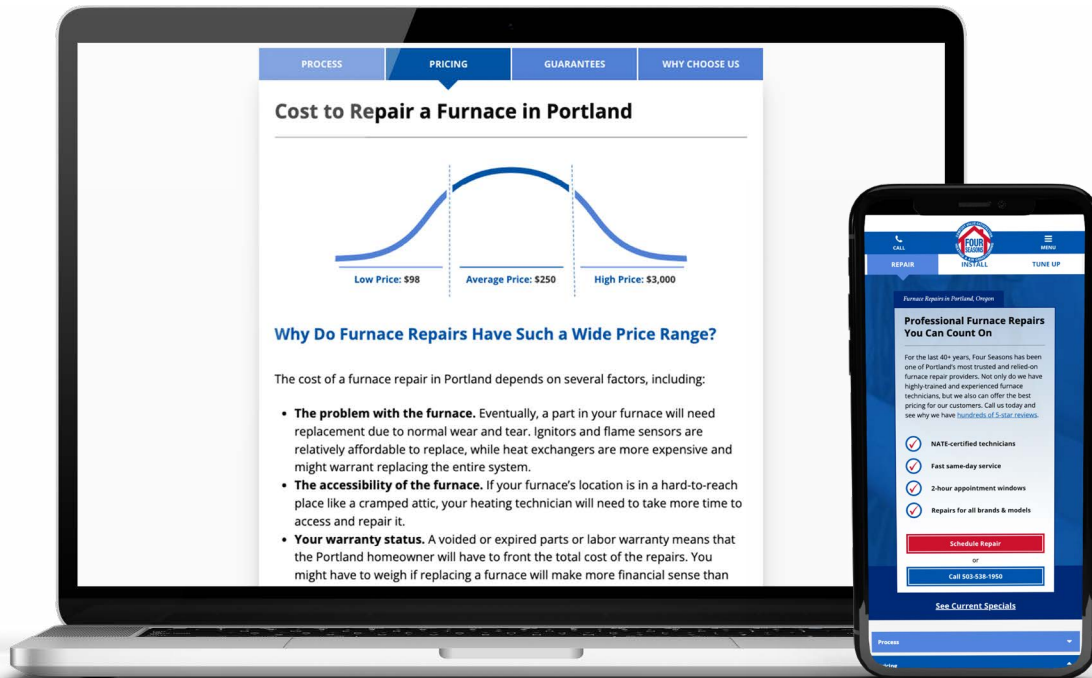 PROCESS
PRICING
GUARANTEES
WHY CHOOSE US
Cost to Repair a Furnace in Portland
Low Price: $98
Average Price: $250
High Price: $3,000
Why Do Furnace Repairs Have Such a Wide Price Range?
The cost of a furnace repair in Portland depends on several factors, including:
• The problem with the furnace. Eventually, a part in your furnace will need
replacement due to normal wear and tear. Ignitors and flame sensors are
relatively affordable to replace, while heat exchangers are more expensive and
might warrant replacing the entire system.
• The accessibility of the furnace. If your furnace's location is in a hard-to-reach
place like a cramped attic, your heating technician will need to take more time to
access and repair it.
• Your warranty status. A voided or expired parts or labor warranty means that
the Portland homeowner will have to front the total cost of the repairs. You
might have to weigh if replacing a furnace will make more financial sense than
CALL
FOUR
SEASONS
MENU
REPAIR
INSTALL
TUNE UP
Furnace Repairs in Portland, Oregon
Professional Furnace Repairs
You Can Count On
For the last 40+ years, Four Seasons has been
one of Portland's most trusted and relied-on
furnace repair providers. Not only do we have
highly-trained and experienced furnace
technicians, but we also can offer the best
pricing for our customers. Call us today and
see why we have hundreds of 5-star reviews.
NATE-certified technicians
Fast same-day service
2-hour appointment windows
Repairs for all brands & models
Schedule Repair
or
Call 503-538-1950
See Current Specials
Process